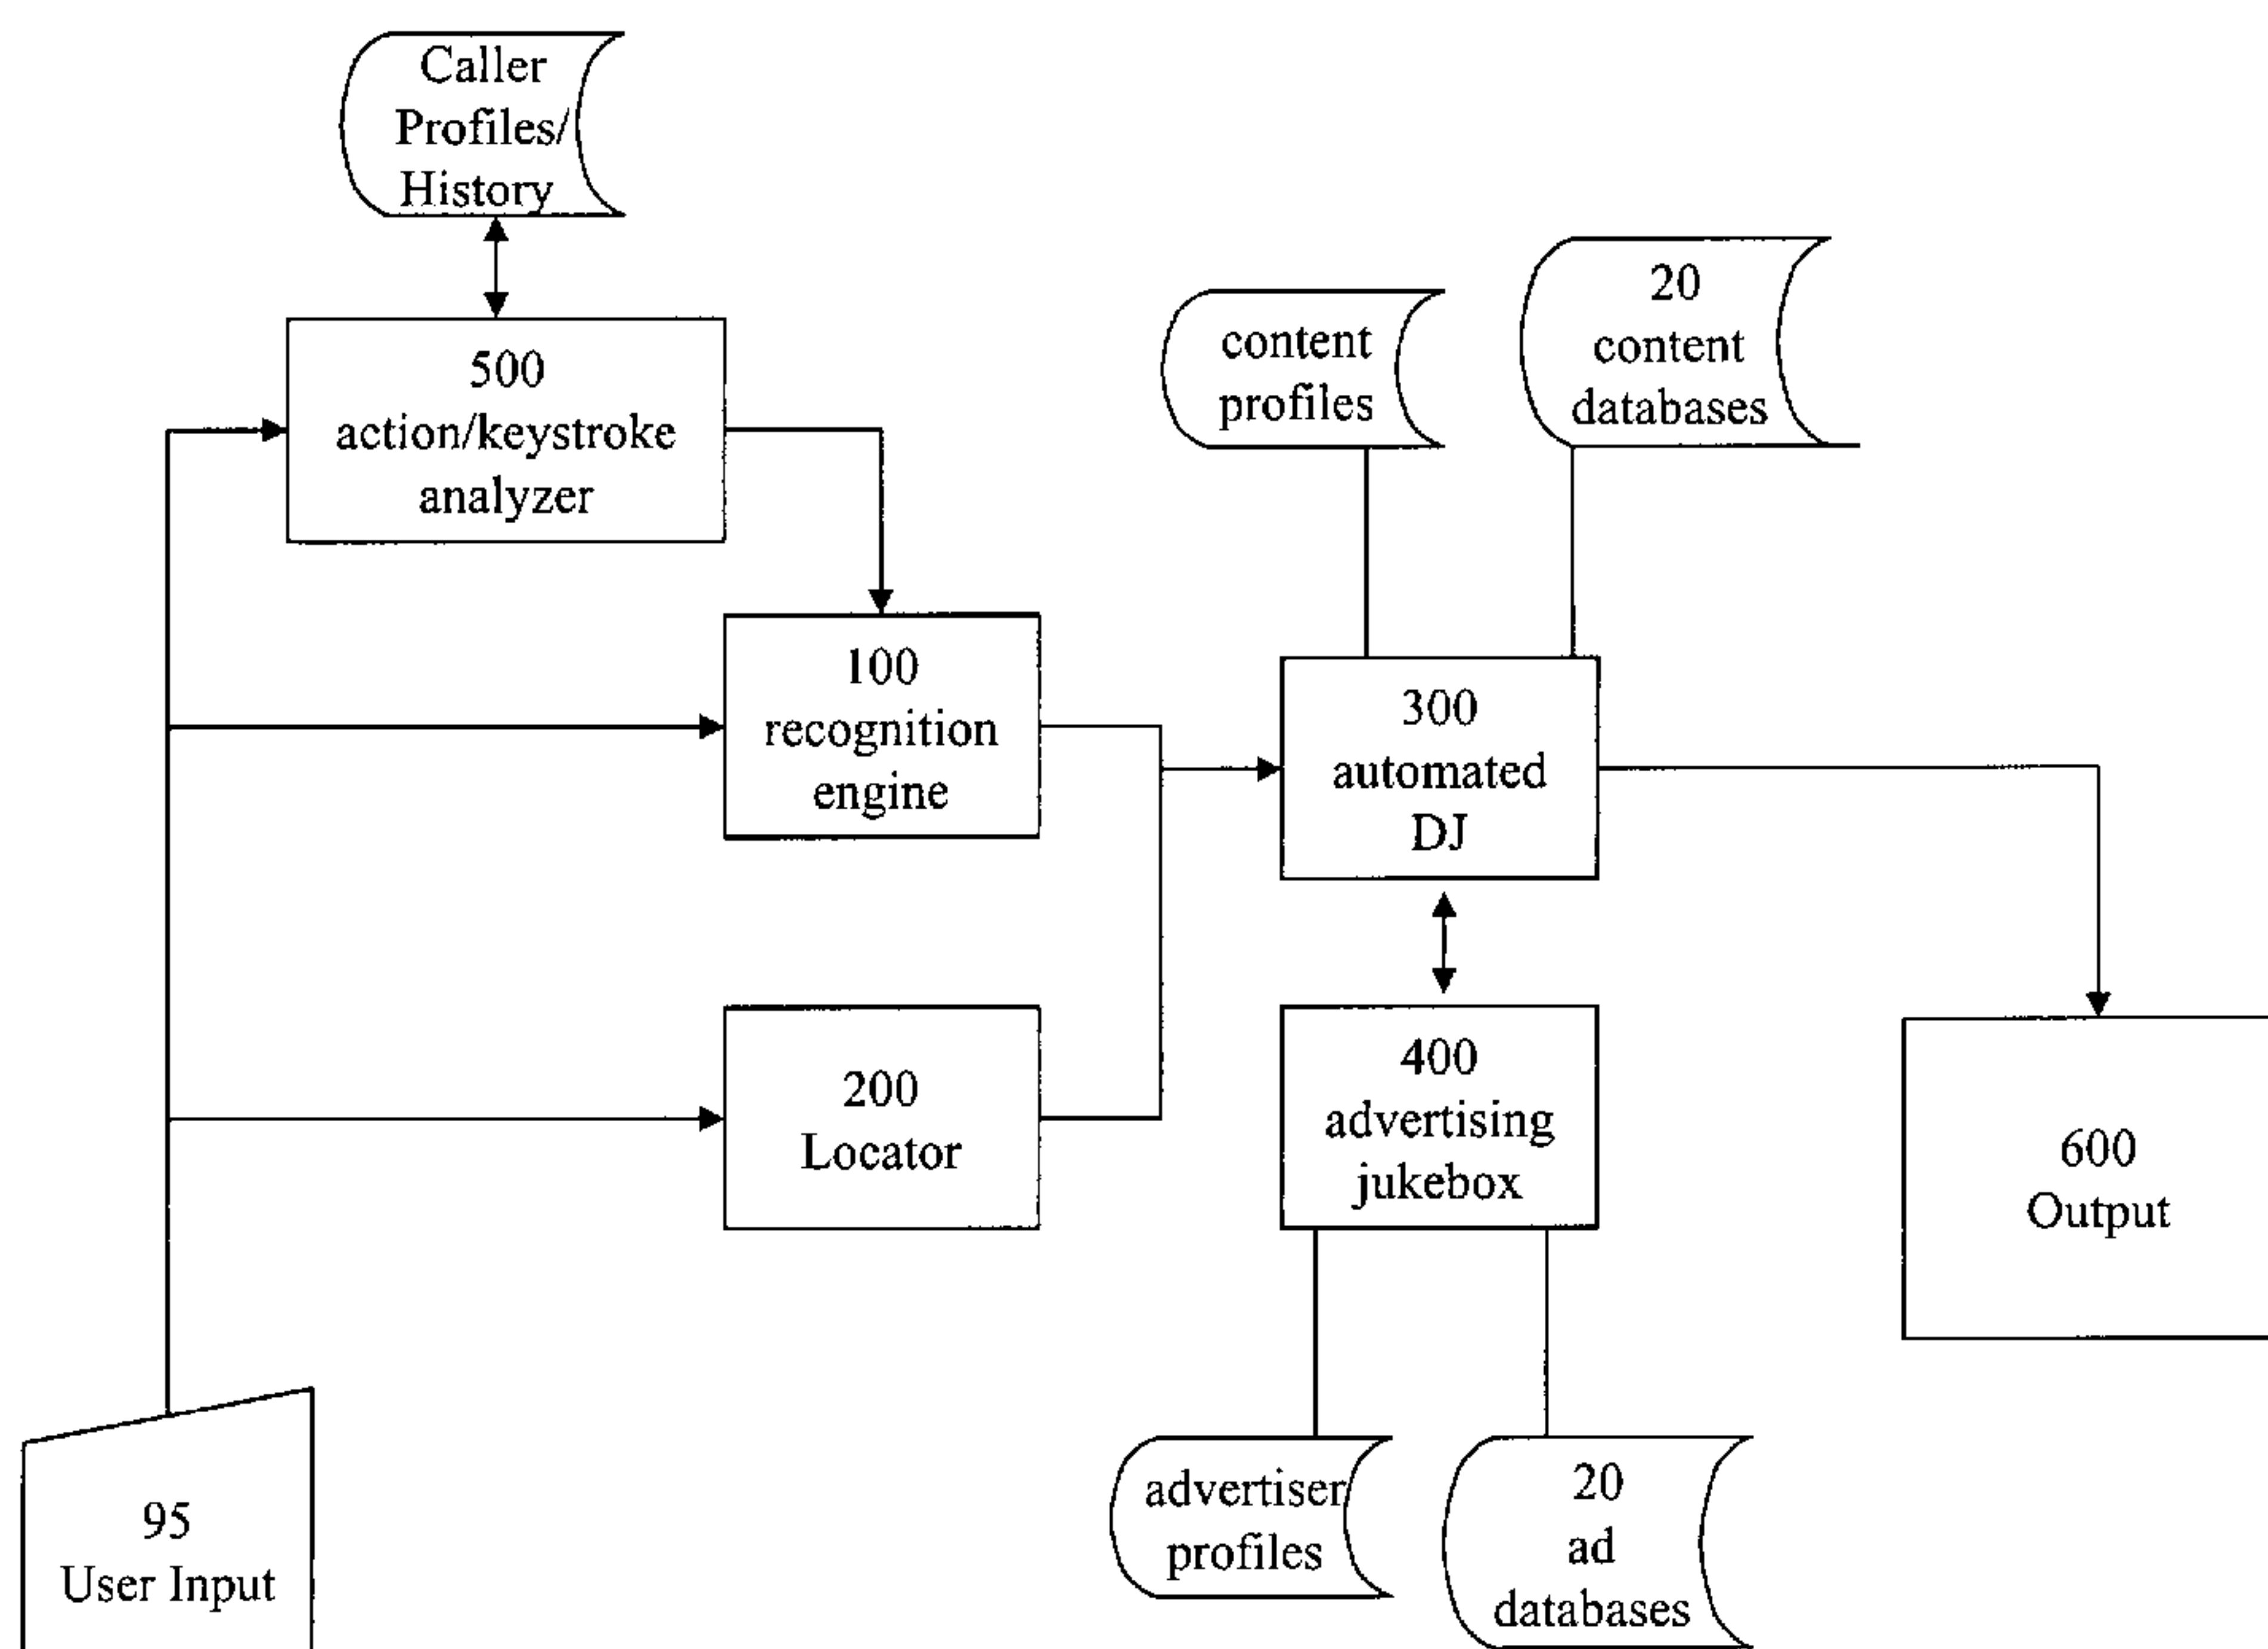 Caller
Profiles/
History
500
action/keystroke
analyzer
content
profiles
20
content
databases
100
recognition
engine
300
automated
DJ
200
Locator
400
advertising
jukebox
600
Output
95
User Input
advertiser
profiles
20
ad
databases